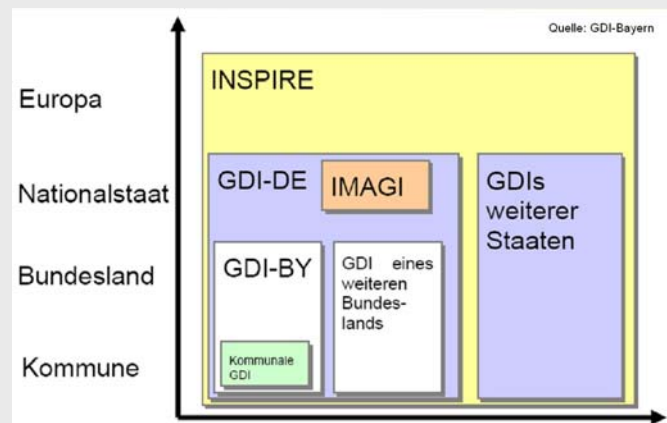 Quelle: GDI-Bayern
Europa
INSPIRE
Nationalstaat
GDI-DE
IMAGI
GDIs
weiterer
Staaten
Bundesland
GDI-BY
GDI eines
weiteren
Bundes-
lands
Kommune
Kommunale
GDI